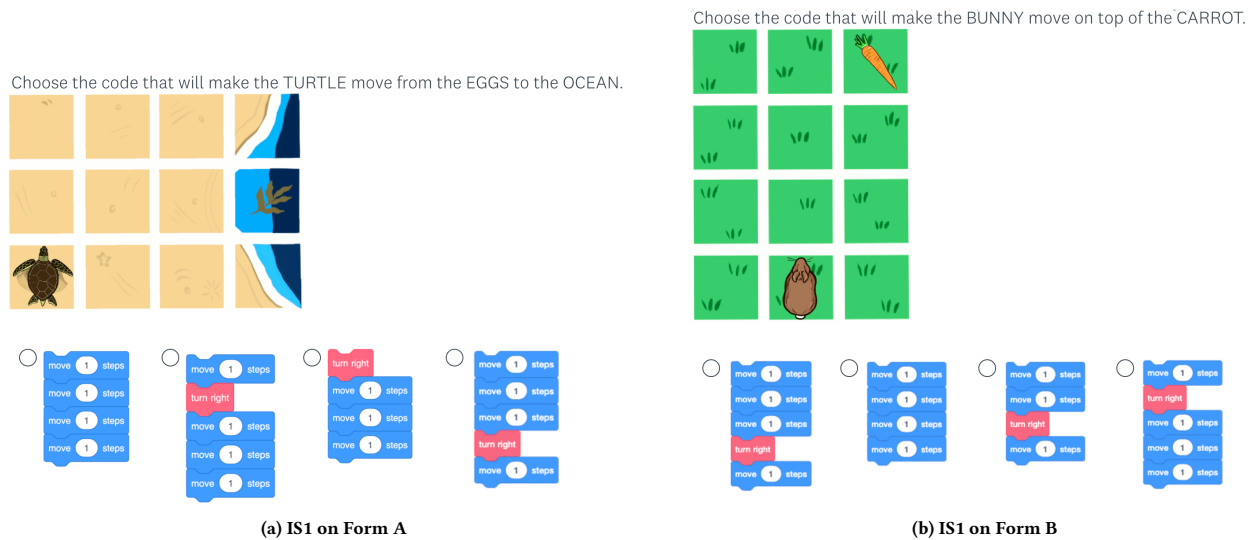 Choose the code that will make the TURTLE move from the EGGS to the OCEAN.
move 1 steps
move 1 steps
move 1 steps
move 1 steps
move 1 steps
turn right
move 1 steps
move 1 steps
move 1 steps
turn right
move 1 steps
move 1 steps
move 1 steps
move 1 steps
move 1 steps
move 1 steps
turn right
move 1 steps
(a) IS1 on Form A
Choose the code that will make the BUNNY move on top of the CARROT.
move 1 steps
move 1 steps
move 1 steps
turn right
move 1 steps
move 1 steps
move 1 steps
move 1 steps
move 1 steps
move 1 steps
move 1 steps
turn right
move 1 steps
move 1 steps
turn right
move 1 steps
move 1 steps
move 1 steps
(b) IS1 on Form B